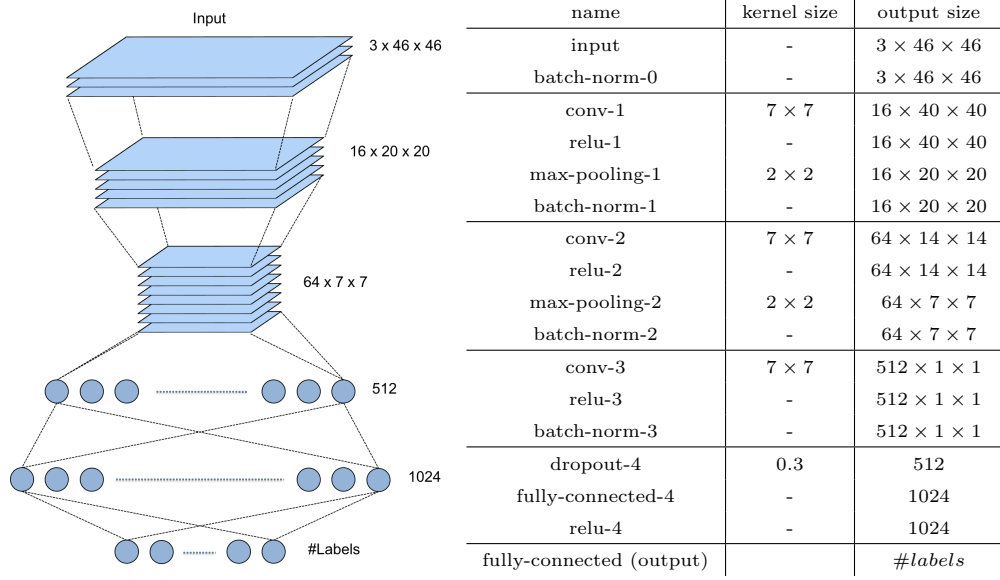 Input
3 x 46 x 46
16 x 20 x 20
64 x 7 x 7
512
1024
#Labels
name kernel size output size
input - 3 × 46 × 46
batch-norm-0 - 3 × 46 × 46
conv-1 7 × 7 16 × 40 × 40
relu-1 - 16 × 40 × 40
max-pooling-1 2 × 2 16 × 20 × 20
batch-norm-1 - 16 × 20 × 20
conv-2 7 × 7 64 × 14 × 14
relu-2 - 64 × 14 × 14
max-pooling-2 2 × 2 64 × 7 × 7
batch-norm-2 - 64 × 7 × 7
conv-3 7 × 7 512 × 1 × 1
relu-3 - 512 × 1 × 1
batch-norm-3 - 512 × 1 × 1
dropout-4 0.3 512
fully-connected-4 - 1024
relu-4 - 1024
fully-connected (output) #labels